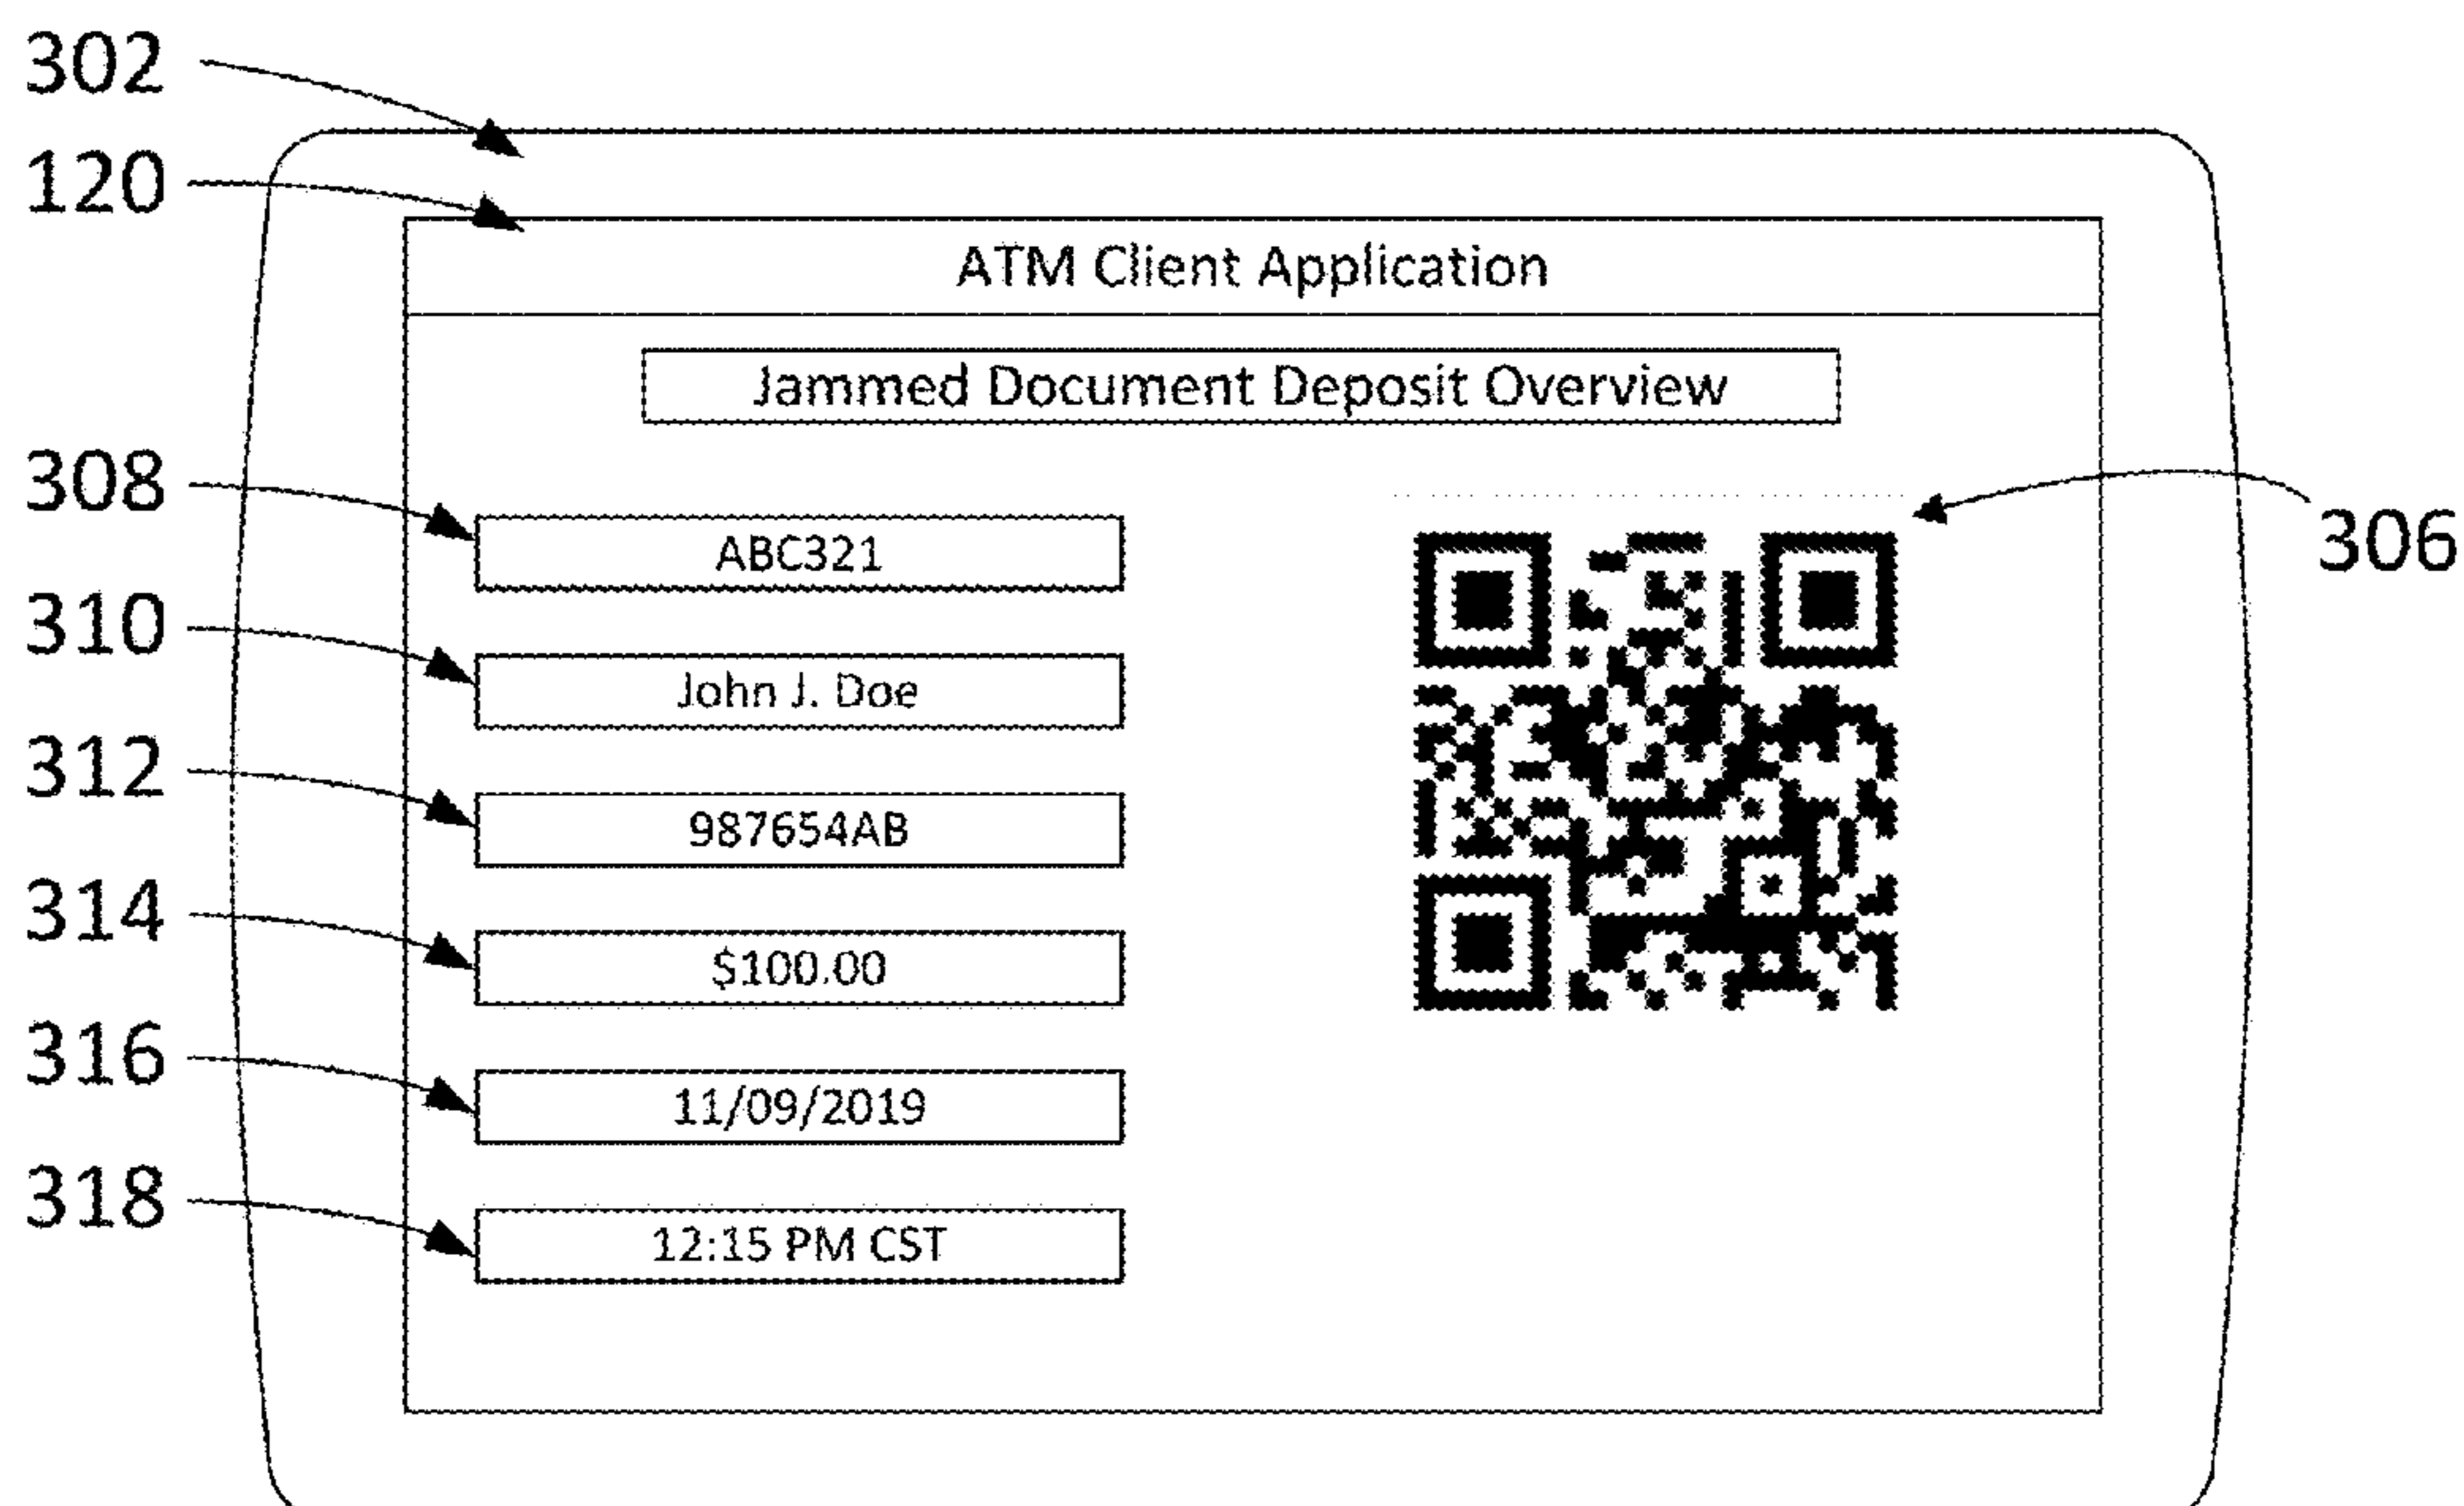 302
120
ATM Client Application
Jammed Document Deposit Overview
308
ABC321
306
310
John J. Doe
312
987654AB
314
$100.00
316
11/09/2019
318
12:15 PM CST